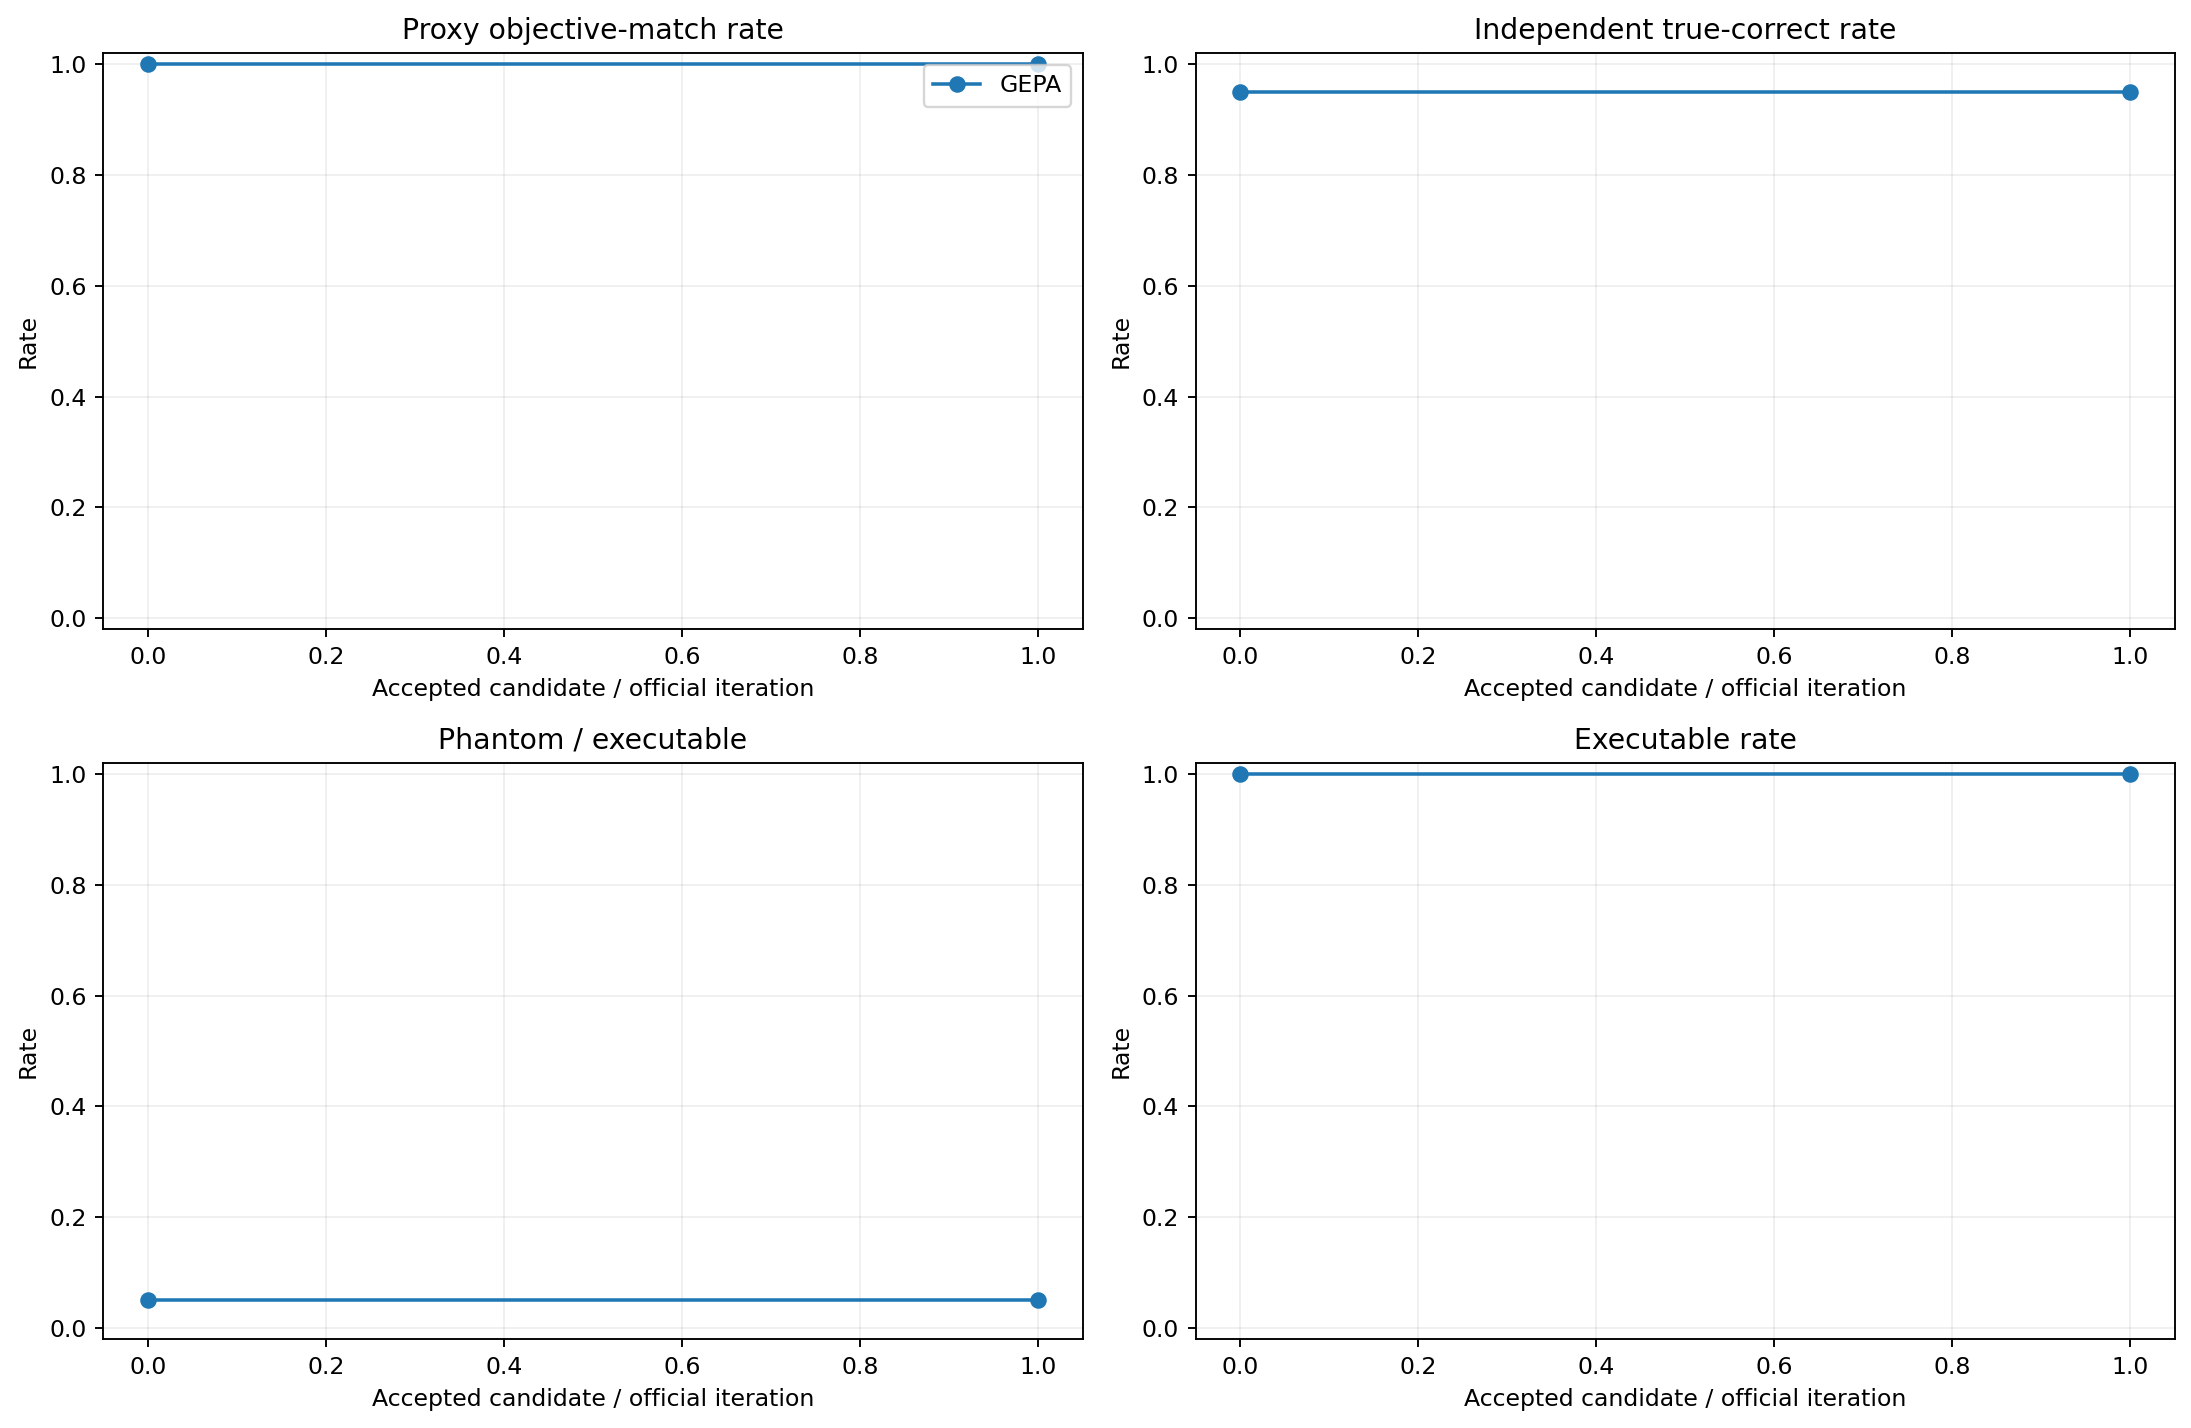 Proxy objective-match rate
1.0
0.8
0.6
0.4
0.2
0.0
Rate
GEPA
0.0 0.2 0.4 0.6 0.8 1.0
Accepted candidate / official iteration
Independent true-correct rate
1.0
0.8
0.6
0.4
0.2
0.0
Rate
0.0 0.2 0.4 0.6 0.8 1.0
Accepted candidate / official iteration
Phantom / executable
1.0
0.8
0.6
0.4
0.2
0.0
Rate
0.0 0.2 0.4 0.6 0.8 1.0
Accepted candidate / official iteration
Executable rate
1.0
0.8
0.6
0.4
0.2
0.0
Rate
0.0 0.2 0.4 0.6 0.8 1.0
Accepted candidate / official iteration